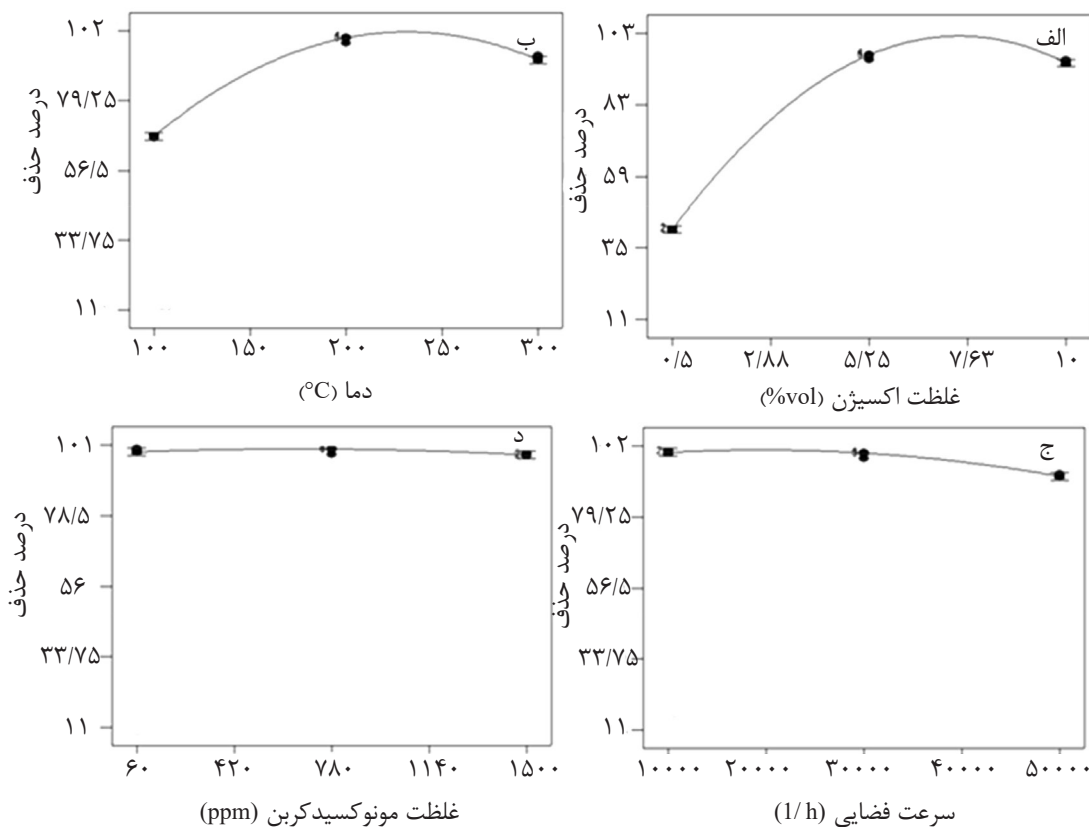 الف
درصد حذف
۱۰۳
۸۳
۵۹
۳۵
۱۱
۰/۵ ۲/۸۸ ۵/۲۵ ۷/۶۳ ۱۰
غلظت اکسیژن (%vol)
ب
درصد حذف
۱۰۲
۷۹/۲۵
۵۶/۵
۳۳/۷۵
۱۱
۱۰۰ ۱۵۰ ۲۰۰ ۲۵۰ ۳۰۰
دما (°C)
ج
درصد حذف
۱۰۲
۷۹/۲۵
۵۶/۵
۳۳/۷۵
۱۱
۱۰۰۰۰ ۲۰۰۰۰ ۳۰۰۰۰ ۴۰۰۰۰ ۵۰۰۰۰
سرعت فضایی (1/ h)
د
درصد حذف
۱۰۱
۷۸/۵
۵۶
۳۳/۷۵
۱۱
۶۰ ۴۲۰ ۷۸۰ ۱۱۴۰ ۱۵۰۰
غلظت مونوکسیدکربن (ppm)